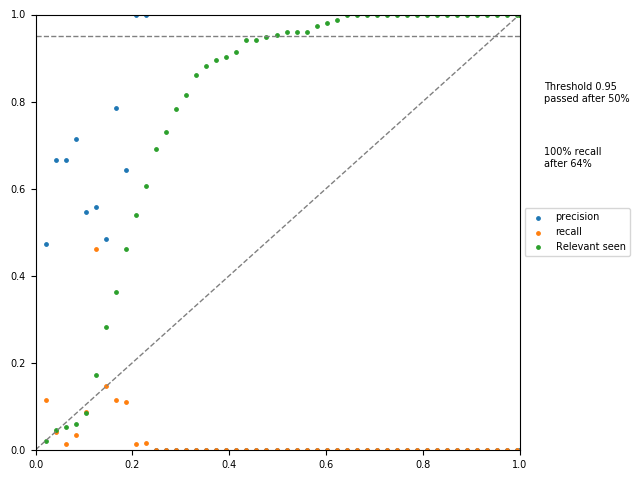 1.0
0.8
0.6
0.4
0.2
0.0
0.0
0.2
0.4
0.6
0.8
1.0
Threshold 0.95
passed after 50%
100% recall
after 64%
precision
recall
Relevant seen